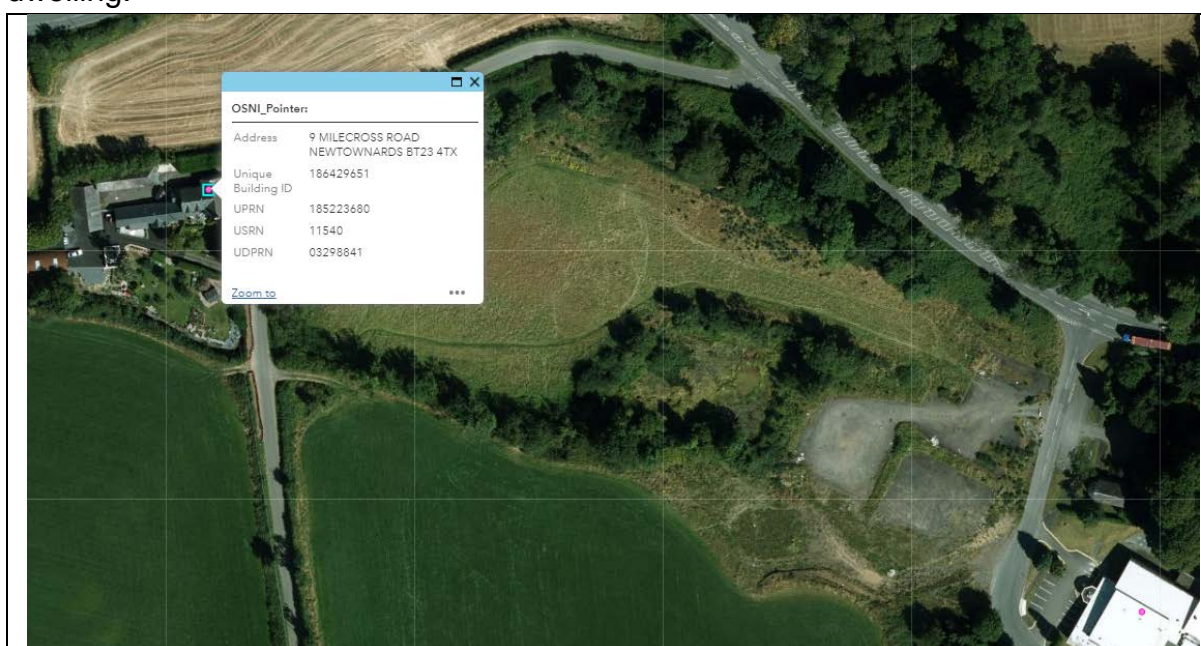 dwelling.
OSNI_Pointer:
Address 9 MILECROSS ROAD
NEWTOWNARDS BT23 4TX
Unique 186429651
Building ID
UPRN 185223680
USRN 11540
UDPRN 03298841
Zoom to